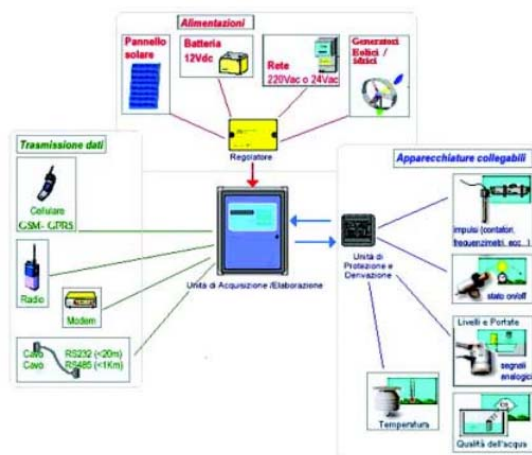 Alimentazioni
Pannello
solare
Batteria
12Vdc
Rete
220Vac o 24Vac
Generatori
Eolici /
idrici
Regolatore
Trasmissione dati
Cellulare
GSM- GPRS
Radio
Modem
Cavo RS232 (<20m)
Cavo RS485 (<1Km)
Unità di Acquisizione /Elaborazione
Unità di
Protezione e
Derivazione
Apparecchiature collegabili
impulsi (contatori,
frequenzimetri, ecc...)
stato on/off
Livelli e Portate
segnali
analogici
Temperatura
Qualità dell'acqua